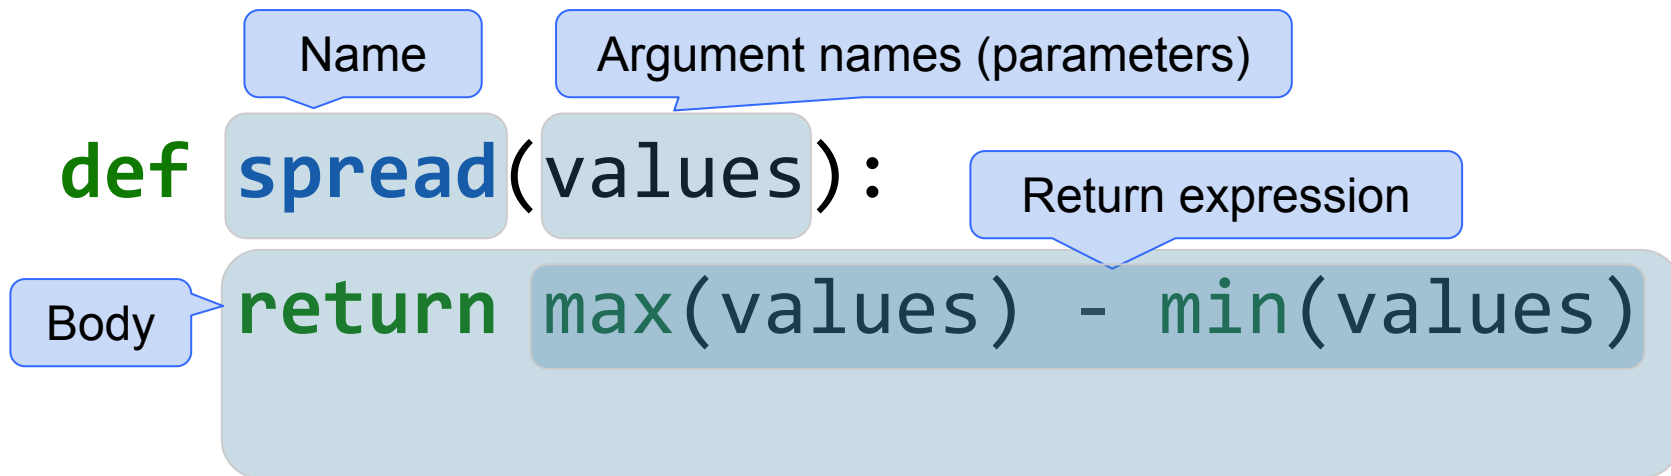 Name
Argument names (parameters)
def spread(values):
Return expression
Body
return max(values) - min(values)